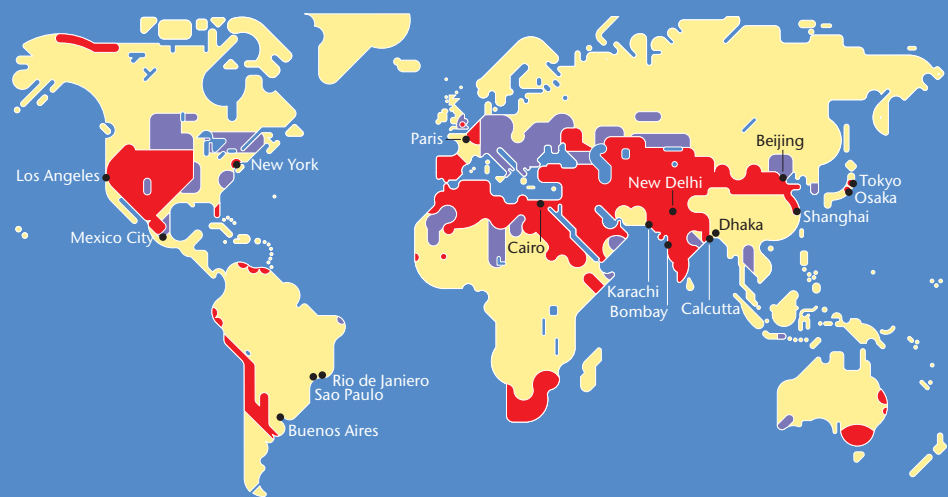 Paris
Beijing
New York
Los Angeles
New Delhi
Tokyo
Osaka
Shanghai
Dhaka
Mexico City
Cairo
Karachi
Bombay
Calcutta
Rio de Janiero
Sao Paulo
Buenos Aires